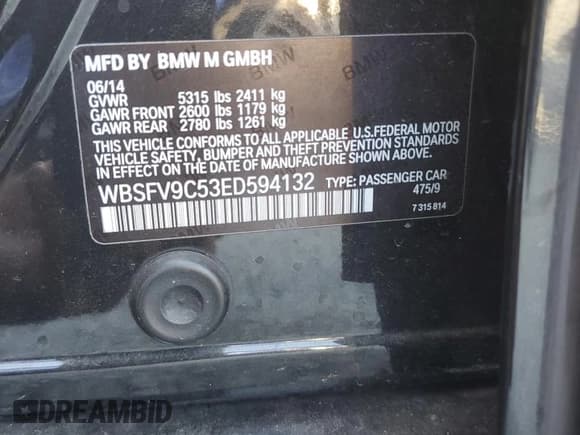 MFD BY BMW M GMBH
06/14
GVWR 5315 lbs 2411 kg
GAWR FRONT 2600 lbs 1179 kg
GAWR REAR 2780 lbs 1261 kg
THIS VEHICLE CONFORMS TO ALL APPLICABLE U.S.FEDERAL MOTOR
VEHICLE SAFETY, BUMPER AND THEFT PREVENTION STANDARDS
IN EFFECT ON THE DATE OF MANUFACTURE SHOWN ABOVE.
WBSFV9C53ED594132 TYPE: PASSENGER CAR
475/9
7 315 814
DREAMBID